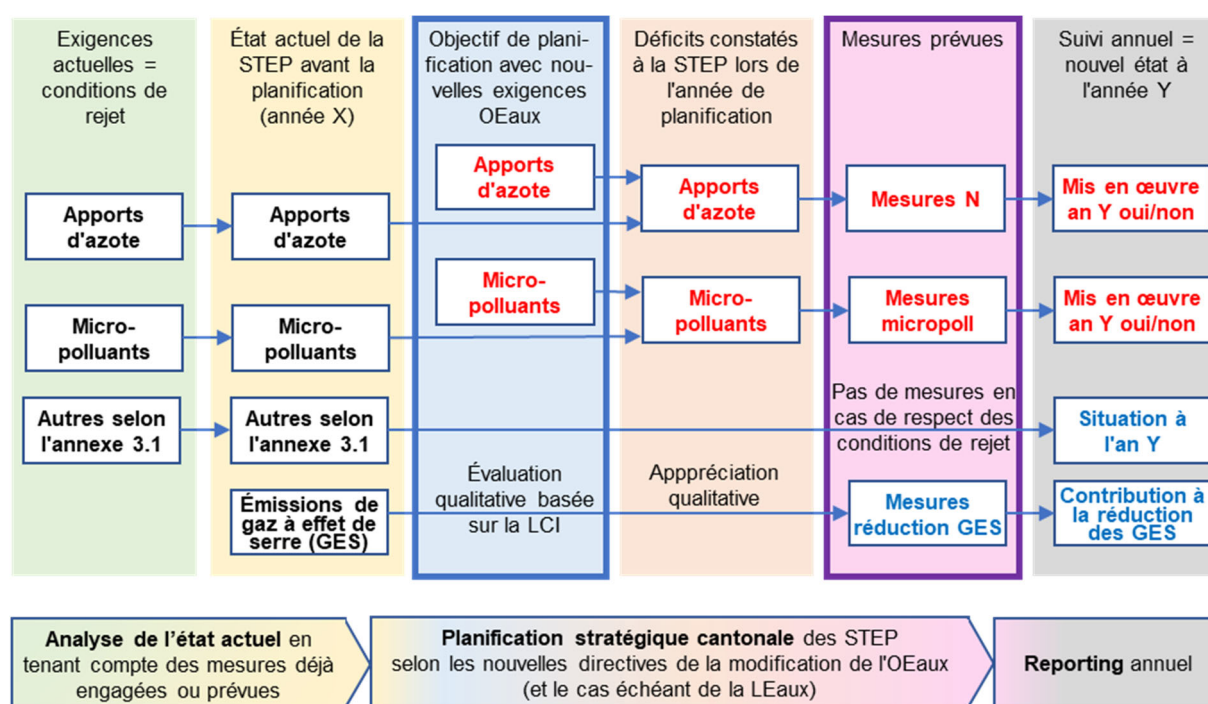 Exigences
actuelles =
conditions de
rejet
État actuel de la
STEP avant la
planification
(année X)
Objectif de plani-
fication avec nou-
velles exigences
OEaux
Déficits constatés
à la STEP lors de
l'année de
planification
Mesures prévues
Suivi annuel =
nouvel état à
l'année Y
Apports
d'azote
Apports
d'azote
Apports
d'azote
Apports
d'azote
Mesures N
Mis en œuvre
an Y oui/non
Micro-
polluants
Micro-
polluants
Micro-
polluants
Micro-
polluants
Mesures
micropoll
Mis en œuvre
an Y oui/non
Autres selon
l'annexe 3.1
Autres selon
l'annexe 3.1
Pas de mesures en
cas de respect des
conditions de rejet
Situation à
l'an Y
Émissions de
gaz à effet de
serre (GES)
Évaluation
qualitative basée
sur la LCI
Apppréciation
qualitative
Mesures
réduction GES
Contribution à
la réduction
des GES
Analyse de l’état actuel en
tenant compte des mesures déjà
engagées ou prévues
Planification stratégique cantonale des STEP
selon les nouvelles directives de la modification de l'OEaux
(et le cas échéant de la LEaux)
Reporting annuel